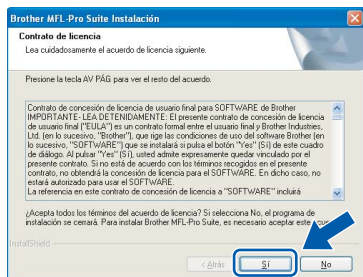 Brother MFL-Pro Suite Instalación
Contrato de licencia
Lea cuidadosamente el acuerdo de licencia siguiente.
Presione la tecla AV PÁG para ver el resto del acuerdo.
Contrato de concesión de licencia de usuario final para SOFTWARE de Brother
IMPORTANTE- LEA DETENIDAMENTE: El presente contrato de concesión de licencia
de usuario final ("EULA") es un contrato formal entre el usuario final y Brother Industries,
Ltd. (en lo sucesivo, "SOFTWARE"), que rige las condiciones de uso del software Brother (en
lo sucesivo, "SOFTWARE") que se instalará si pulsa el botón "Yes" (Sí) de este cuadro
de diálogo. Al pulsar "Yes" (Sí), usted admite expresamente quedar vinculado por el
presente contrato. Si no está de acuerdo con los términos recogidos en el presente
contrato, no obtendrá la concesión de licencia para el SOFTWARE. En dicho caso, no
estará autorizado para usar el SOFTWARE.
La referencia en este contrato de concesión de licencia a "SOFTWARE" incluirá
¿Acepta todos los términos del acuerdo de licencia? Si selecciona No, el programa de
instalación se cerrará. Para instalar Brother MFL-Pro Suite, es necesario aceptar este
InstallShield
< Atrás
Sí
No